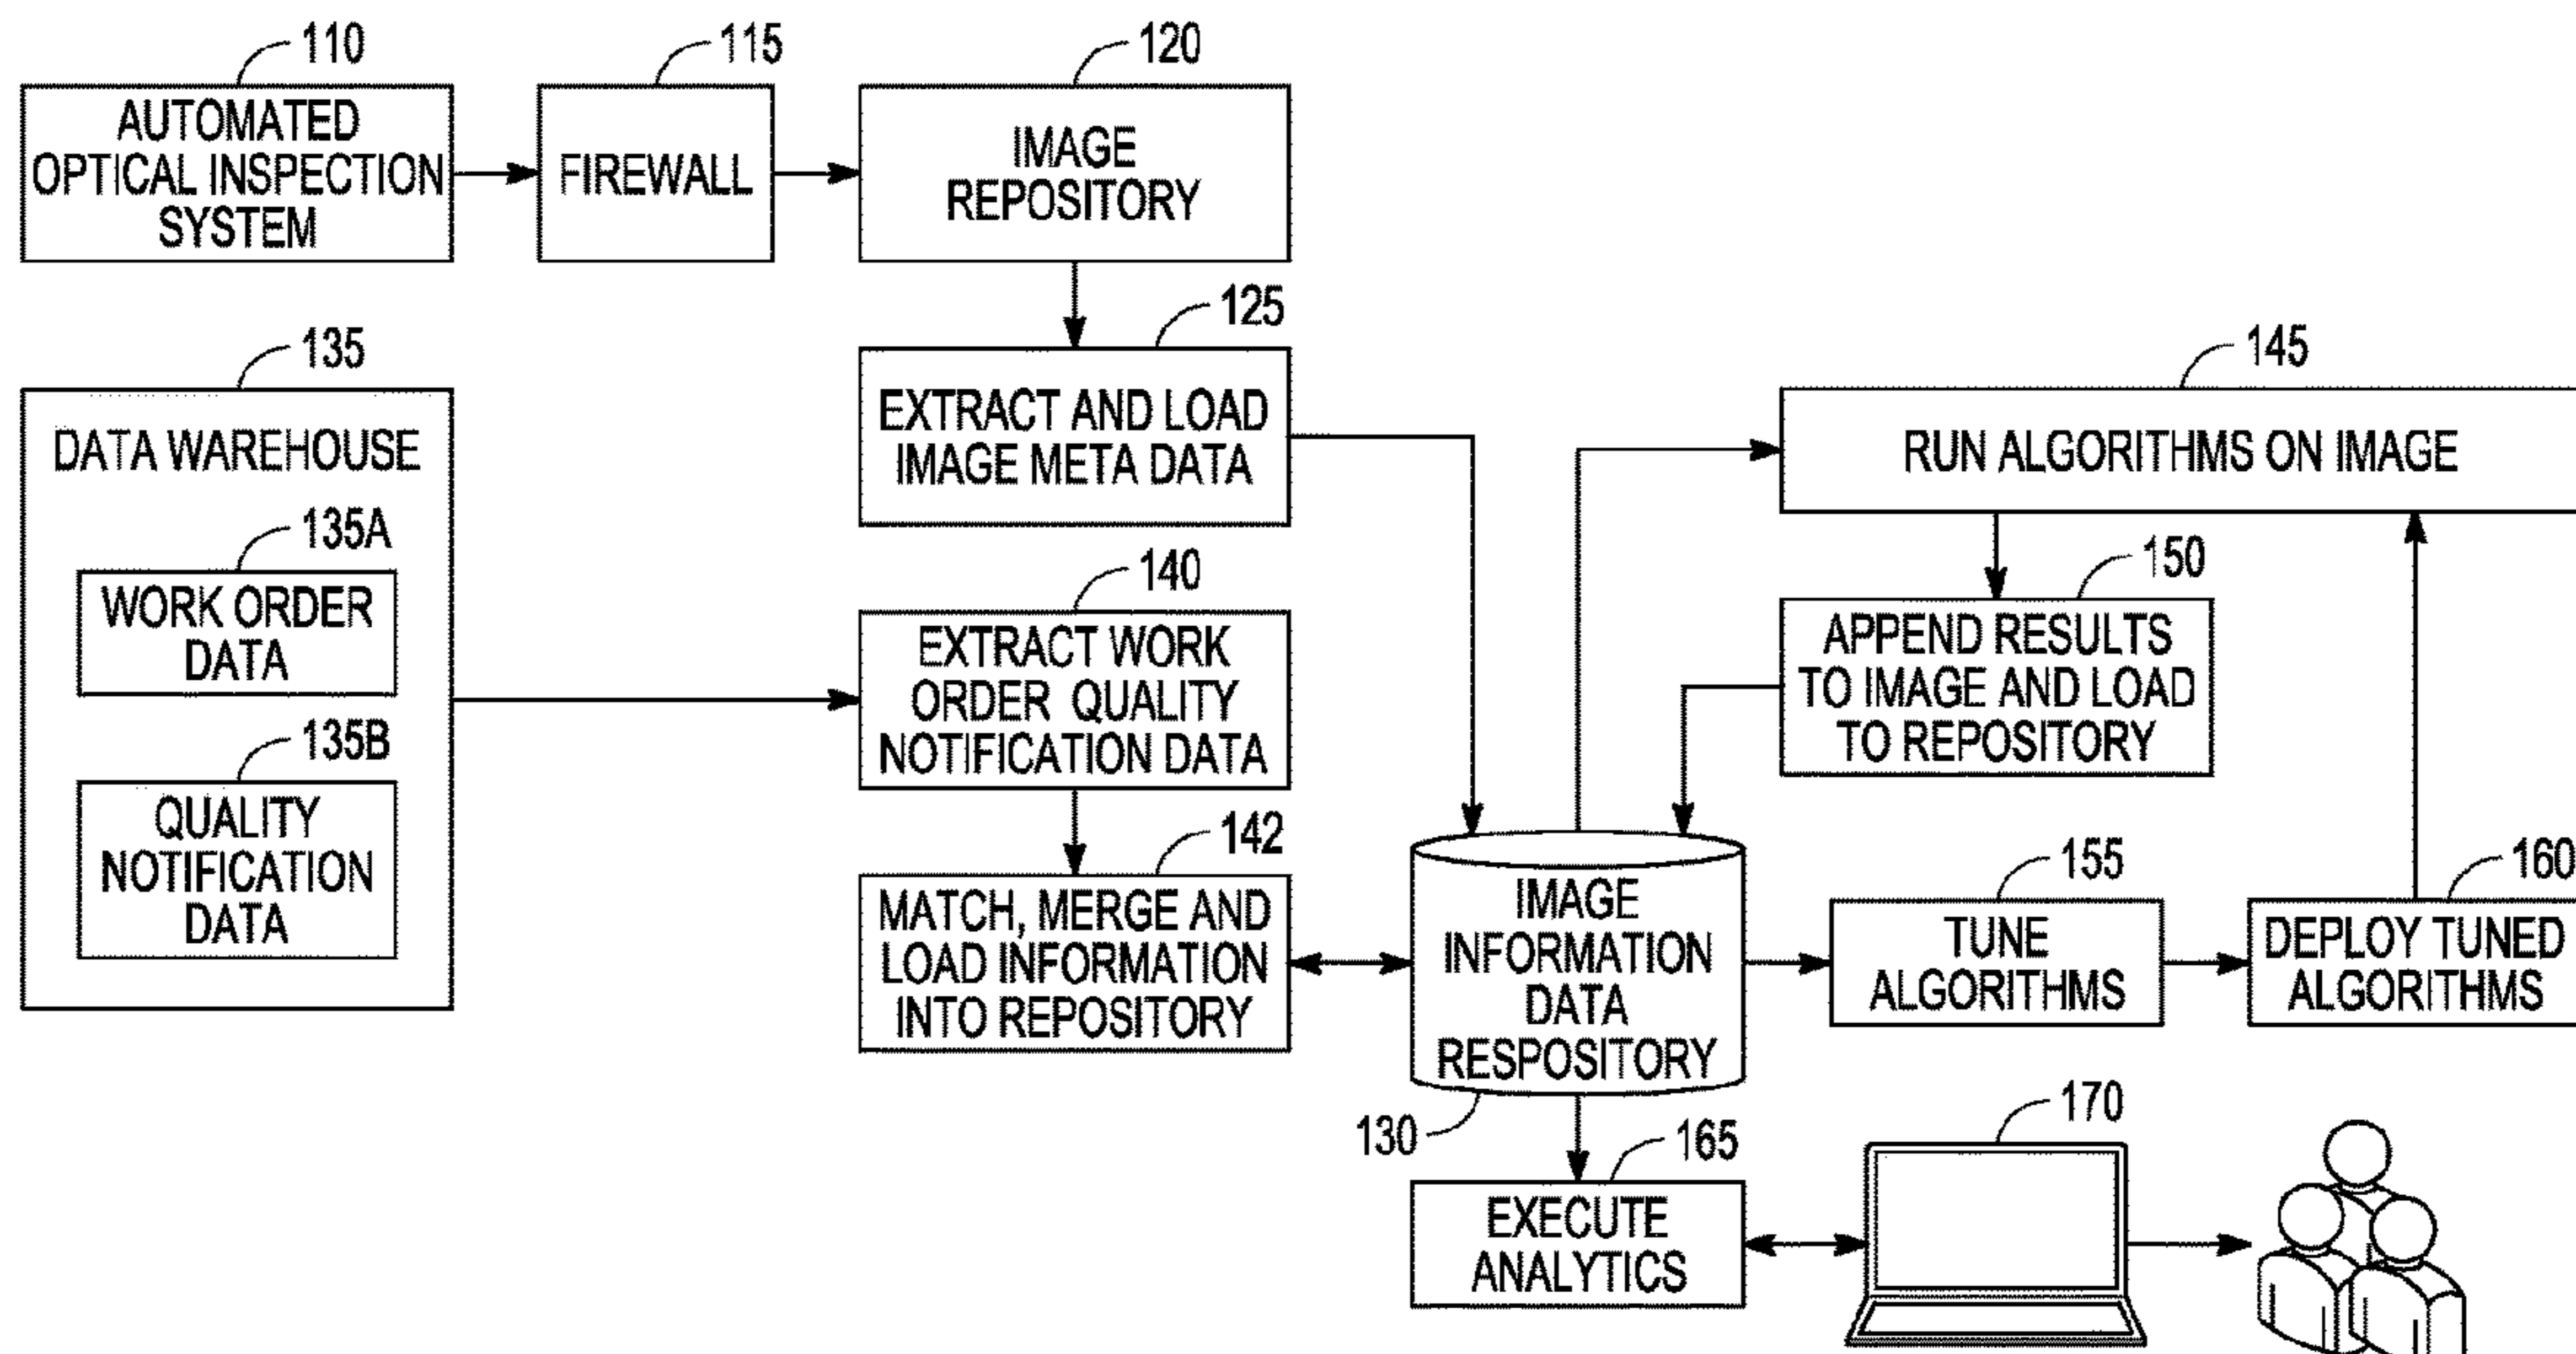 110
AUTOMATED
OPTICAL INSPECTION
SYSTEM
115
FIREWALL
120
IMAGE
REPOSITORY
125
EXTRACT AND LOAD
IMAGE META DATA
135
DATA WAREHOUSE
135A
WORK ORDER
DATA
135B
QUALITY
NOTIFICATION
DATA
140
EXTRACT WORK
ORDER QUALITY
NOTIFICATION DATA
142
MATCH, MERGE AND
LOAD INFORMATION
INTO REPOSITORY
145
RUN ALGORITHMS ON IMAGE
150
APPEND RESULTS
TO IMAGE AND LOAD
TO REPOSITORY
IMAGE
INFORMATION
DATA
RESPOSITORY
130
155
TUNE
ALGORITHMS
160
DEPLOY TUNED
ALGORITHMS
165
EXECUTE
ANALYTICS
170